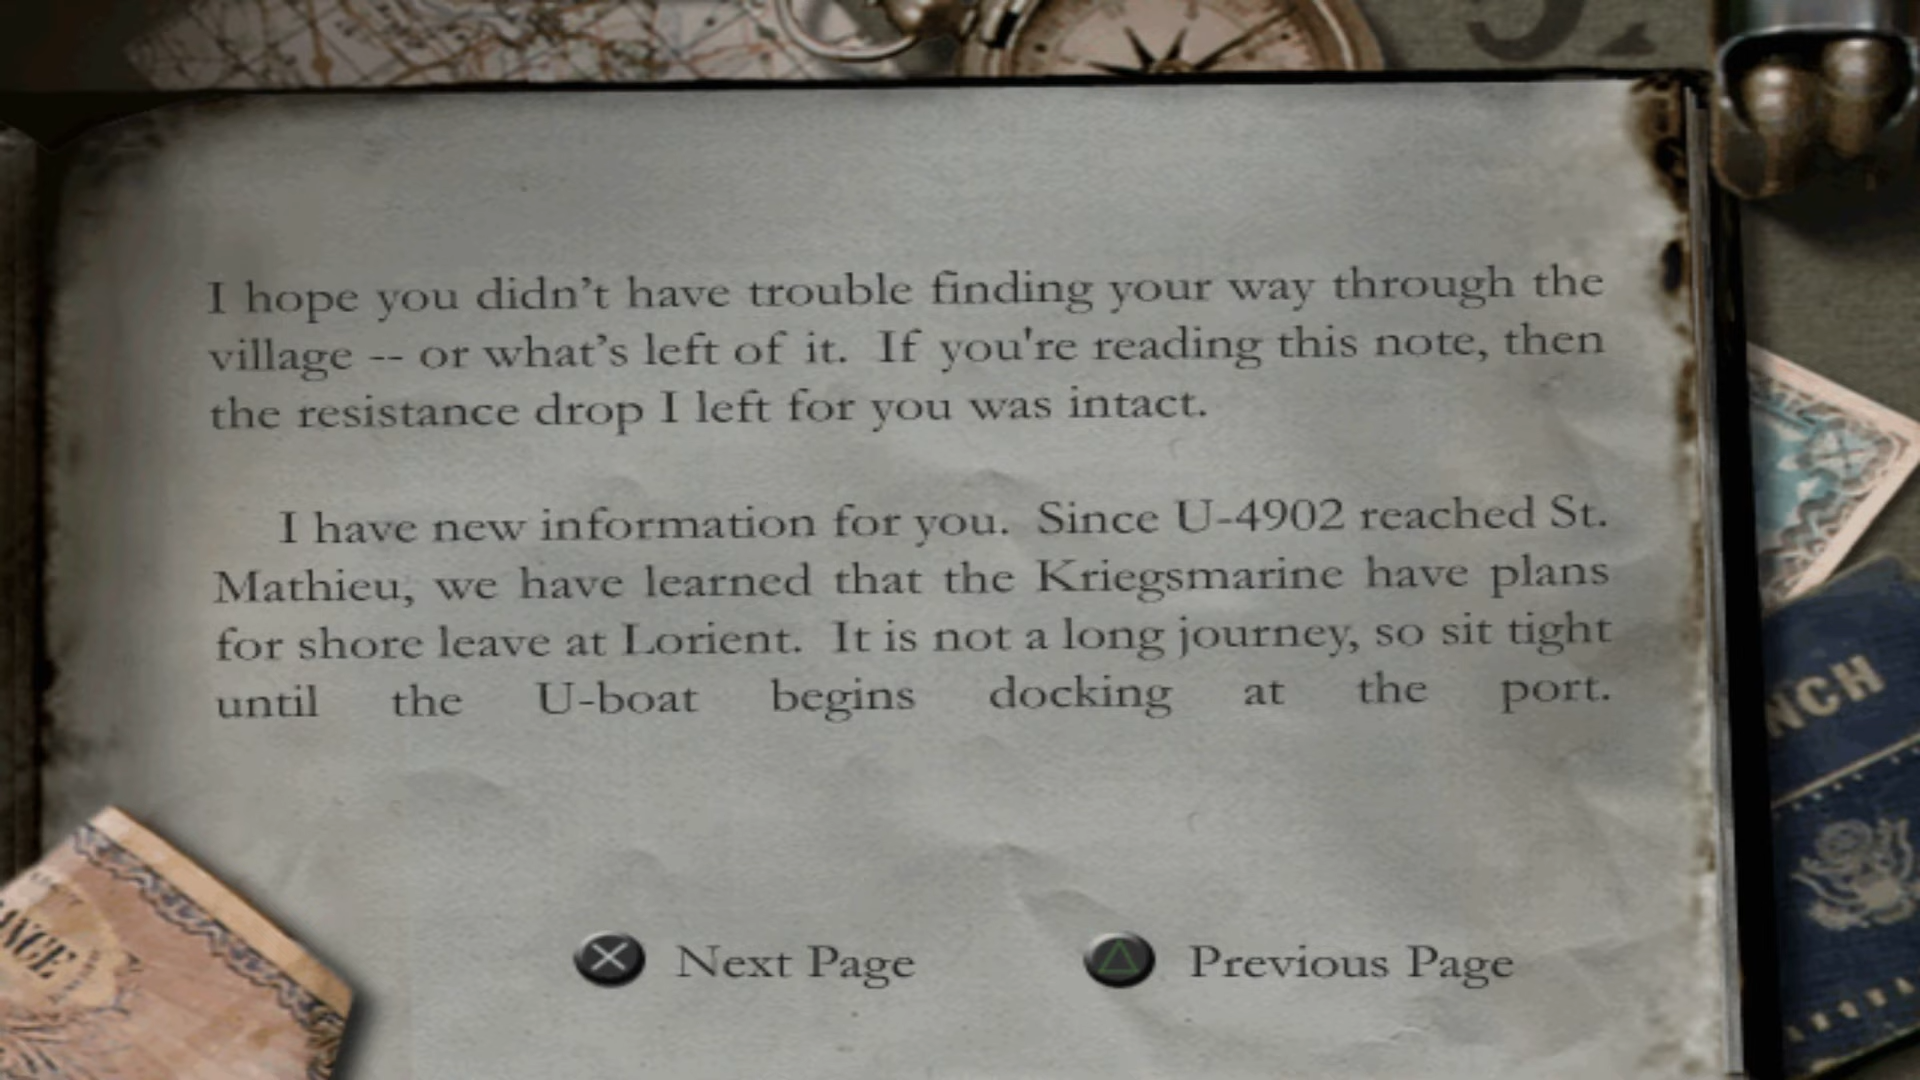 I hope you didn’t have trouble finding your way through the
village -- or what’s left of it.  If you're reading this note, then
the resistance drop I left for you was intact.
I have new information for you.  Since U-4902 reached St.
Mathieu, we have learned that the Kriegsmarine have plans
for shore leave at Lorient.  It is not a long journey, so sit tight
until the U-boat begins docking at the port.
Next Page
Previous Page